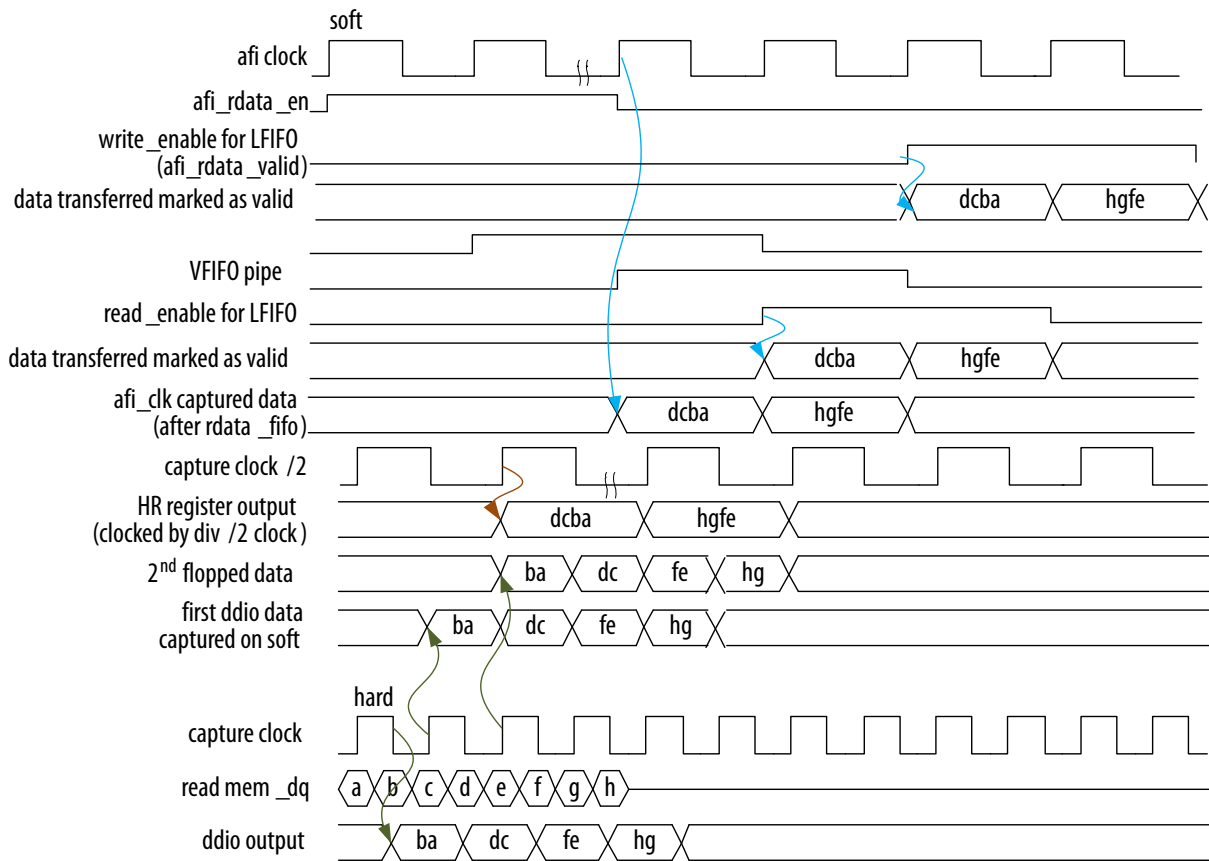 soft
afi clock
afi_rdata _en
write _enable for LFIFO
(afi_rdata _valid)
data transferred marked as valid
dcba hgfe
VFIFO pipe
read _enable for LFIFO
data transferred marked as valid
dcba hgfe
afi_clk captured data
(after rdata _fifo)
dcba hgfe
capture clock /2
HR register output
(clocked by div /2 clock )
dcba hgfe
2nd flopped data
ba dc fe hg
first ddio data
captured on soft
ba dc fe hg
hard
capture clock
read mem _dq
a b c d e f g h
ddio output
ba dc fe hg